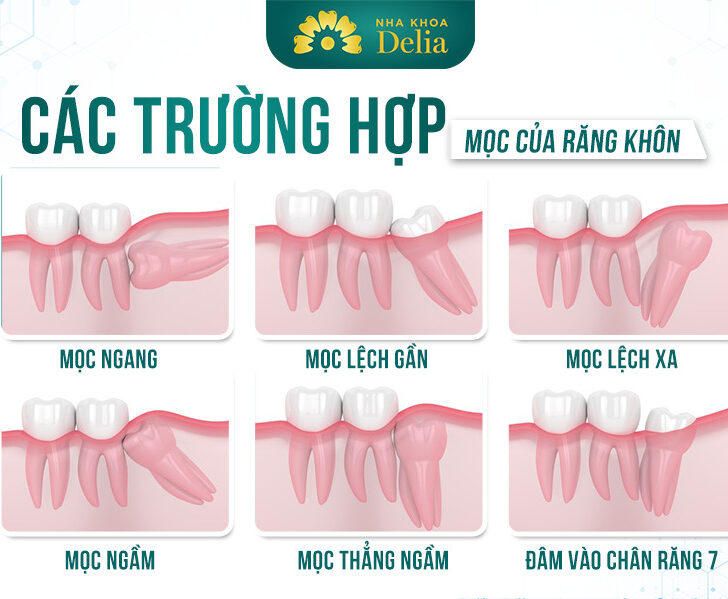 NHA KHOA
Delia
CÁC TRƯỜNG HỢP
MỌC CỦA RĂNG KHÔN
MỌC NGANG
MỌC LỆCH GẦN
MỌC LỆCH XA
MỌC NGẦM
MỌC THẲNG NGẦM
ĐÂM VÀO CHÂN RĂNG 7